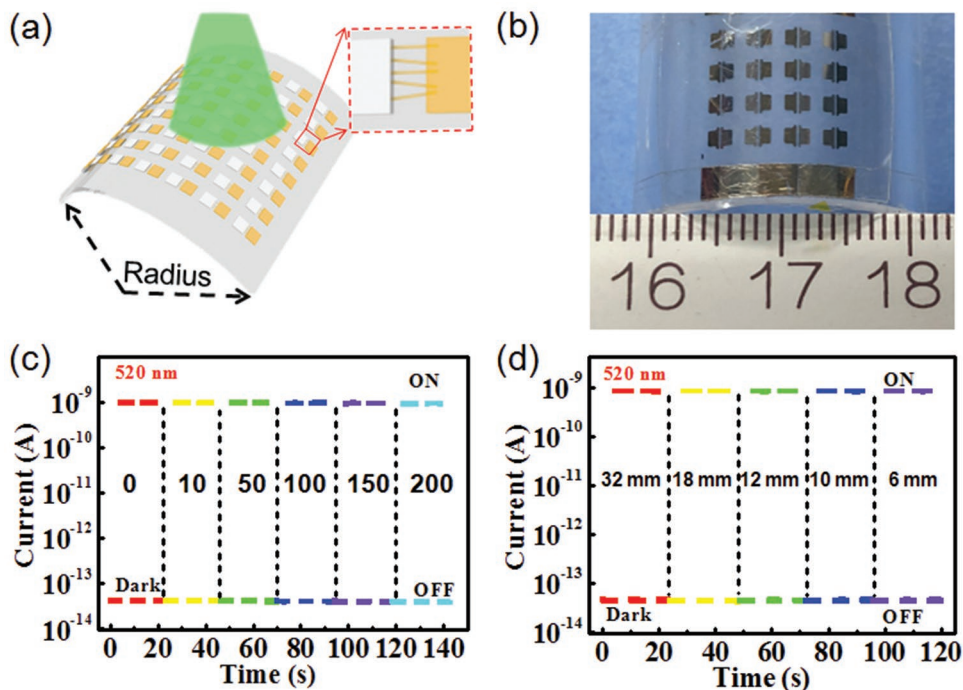 (a)
Radius
(b)
16 17 18
(c)
520 nm
ON
10⁻⁹
10⁻¹⁰
10⁻¹¹
10⁻¹²
10⁻¹³
10⁻¹⁴
Current (A)
0 10 50 100 150 200
Dark
OFF
0 20 40 60 80 100 120 140
Time (s)
(d)
520 nm
ON
10⁻⁹
10⁻¹⁰
10⁻¹¹
10⁻¹²
10⁻¹³
10⁻¹⁴
Current (A)
32 mm 18 mm 12 mm 10 mm 6 mm
Dark
OFF
0 20 40 60 80 100 120
Time (s)